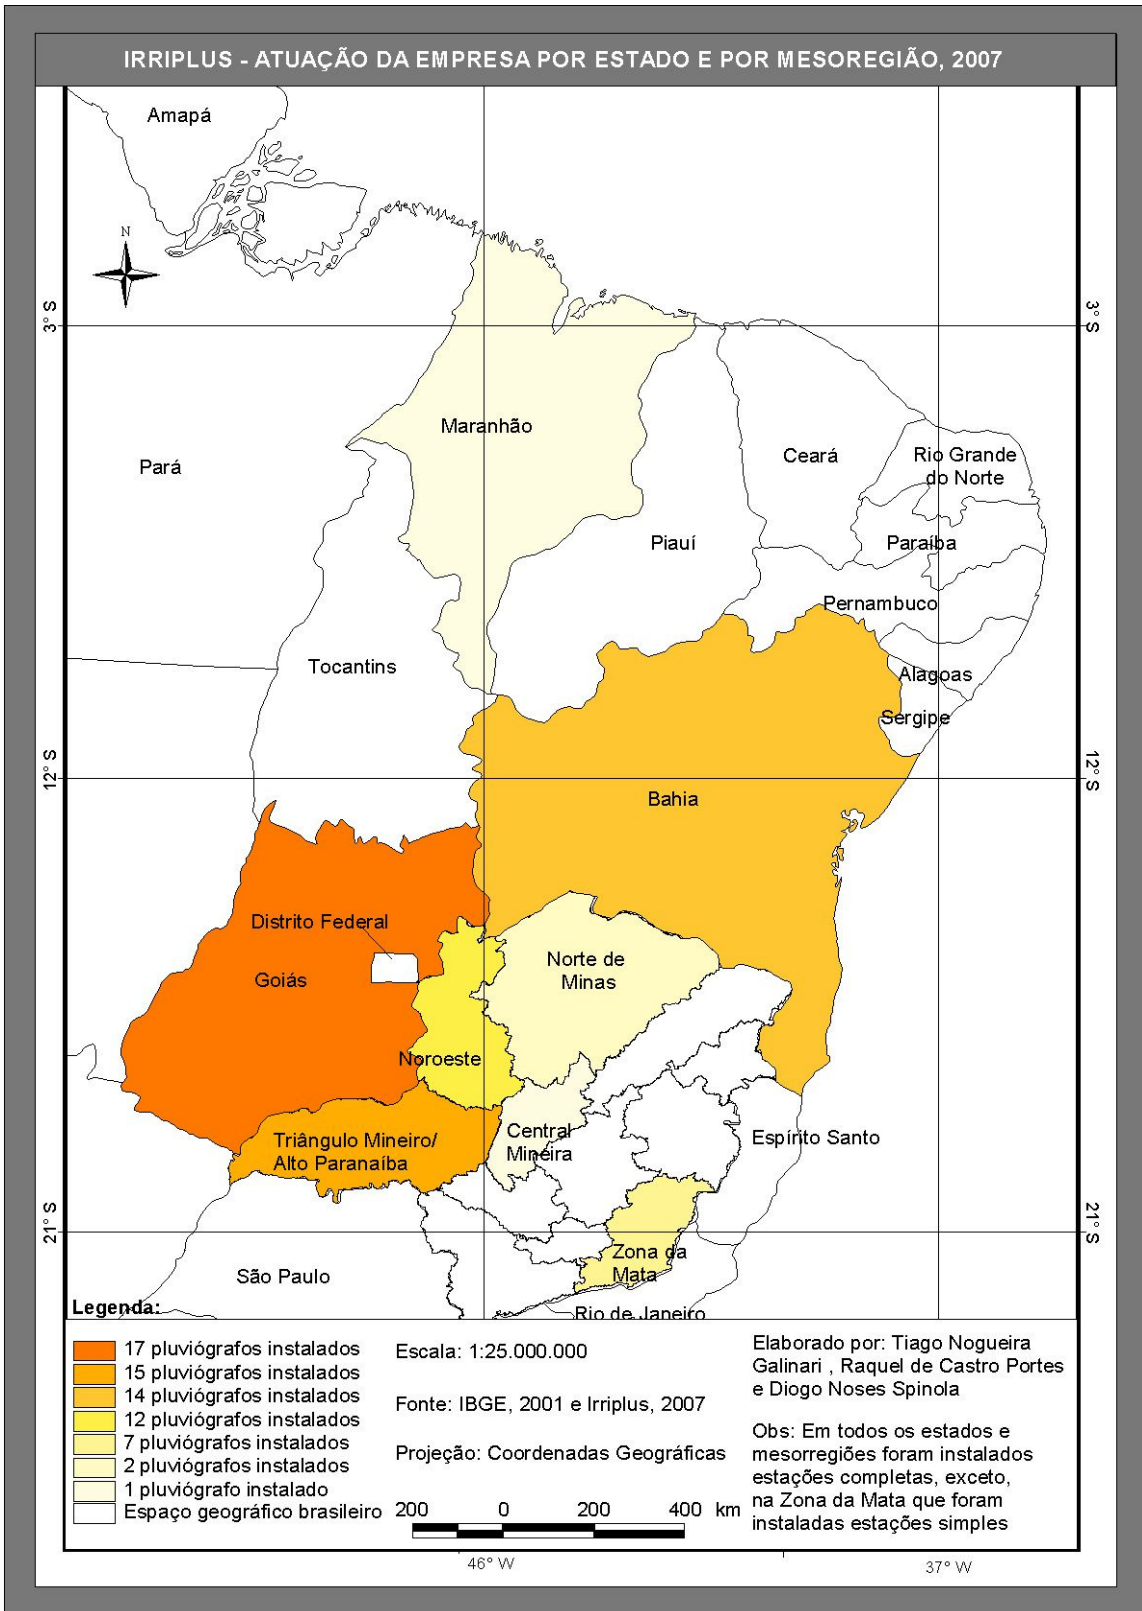 IRRIPLUS - ATUAÇÃO DA EMPRESA POR ESTADO E POR MESOREGIÃO, 2007
Amapá
N
3° S
3° S
Maranhão
Pará
Ceará
Rio Grande
do Norte
Piauí
Paraíba
Pernambuco
Tocantins
Alagoas
Sergipe
12° S
12° S
Bahia
Distrito Federal
Goiás
Norte de
Minas
Noroeste
Triângulo Mineiro/
Alto Paranaíba
Central
Mineira
Espírito Santo
21° S
21° S
Zona da
Mata
São Paulo
Rio de Janeiro
Legenda:
17 pluviógrafos instalados
15 pluviógrafos instalados
14 pluviógrafos instalados
12 pluviógrafos instalados
7 pluviógrafos instalados
2 pluviógrafos instalados
1 pluviógrafo instalado
Espaço geográfico brasileiro
Escala: 1:25.000.000
Fonte: IBGE, 2001 e Irriplus, 2007
Projeção: Coordenadas Geográficas
200 0 200 400 km
Elaborado por: Tiago Nogueira
Galinari , Raquel de Castro Portes
e Diogo Noses Spinola
Obs: Em todos os estados e
mesorregiões foram instalados
estações completas, exceto,
na Zona da Mata que foram
instaladas estações simples
46° W
37° W